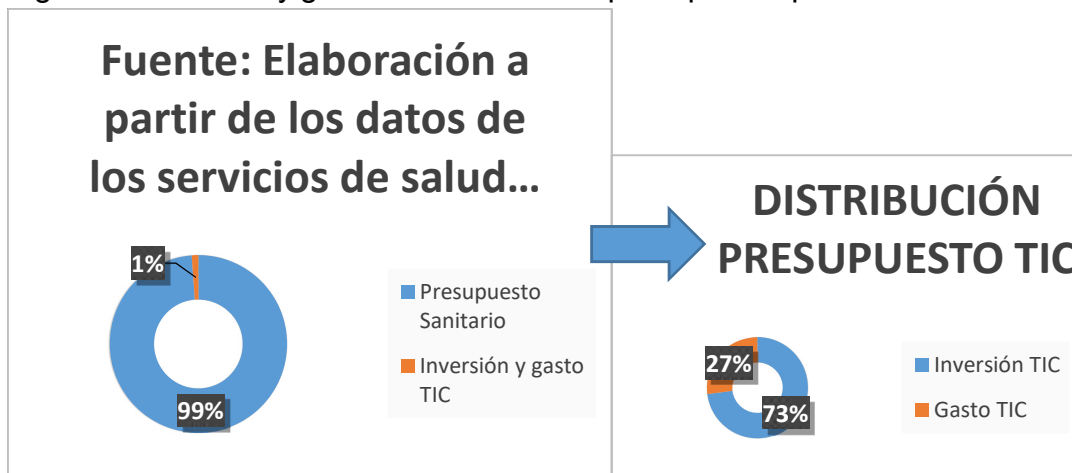 Fuente: Elaboración a
partir de los datos de
los servicios de salud...
1%
99%
Presupuesto
Sanitario
Inversión y gasto
TIC
DISTRIBUCIÓN
PRESUPUESTO TIC
27%
73%
Inversión TIC
Gasto TIC